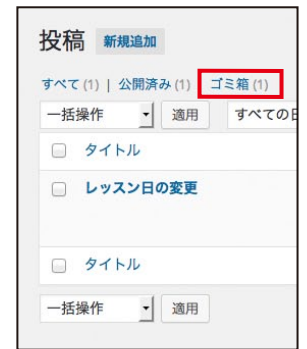 投稿 新規追加
すべて (1) | 公開済み (1) ゴミ箱 (1)
一括操作 適用 すべての日
タイトル
レッスン日の変更
タイトル
一括操作 適用